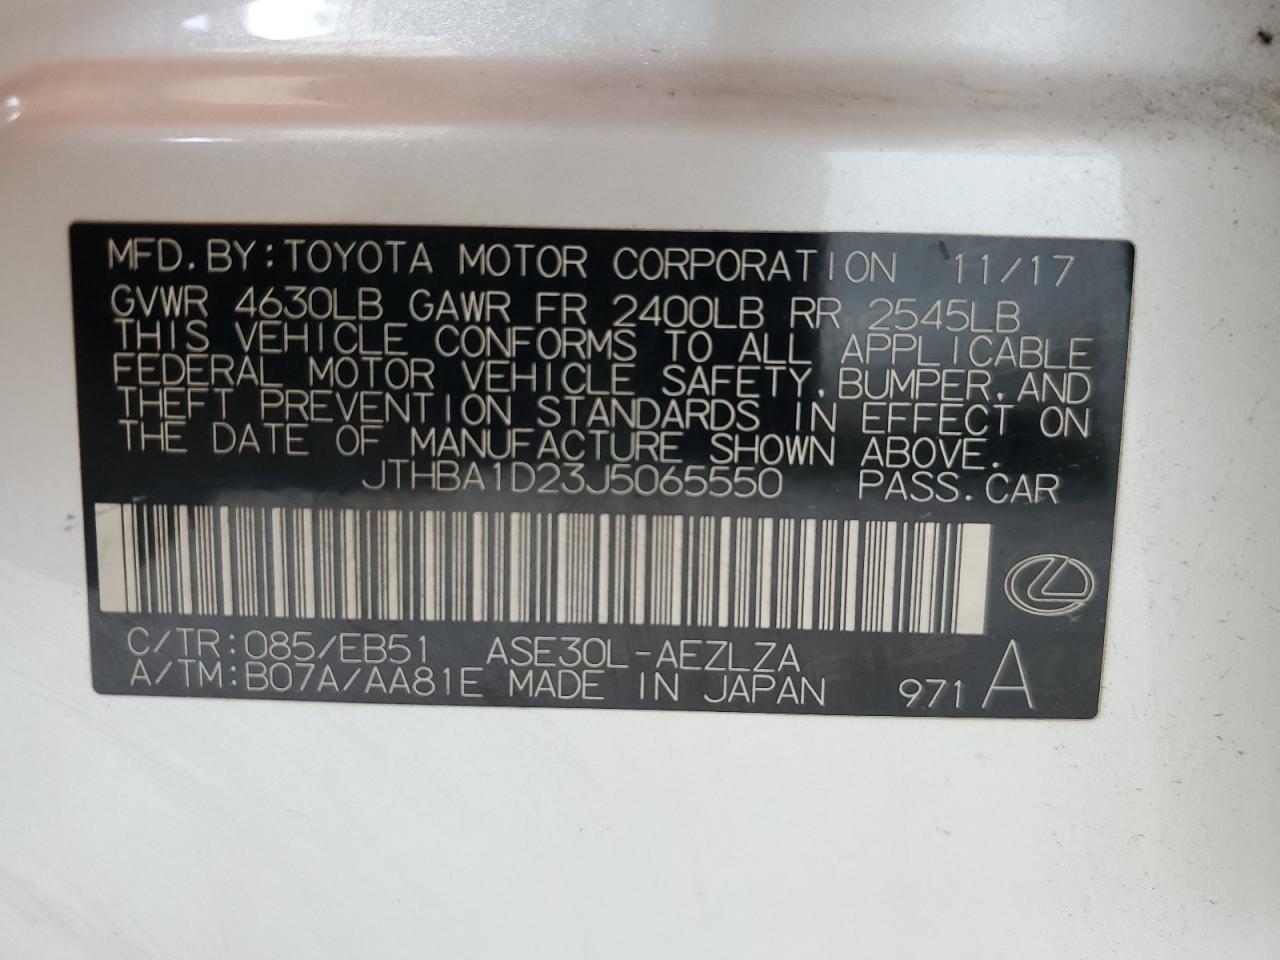 MFD. BY: TOYOTA MOTOR CORPORATION 11/17
GVWR 4630LB GAWR FR 2400LB RR 2545LB
THIS VEHICLE CONFORMS TO ALL APPLICABLE
FEDERAL MOTOR VEHICLE SAFETY, BUMPER, AND
THEFT PREVENTION STANDARDS IN EFFECT ON
THE DATE OF MANUFACTURE SHOWN ABOVE.
JTHBA1D23J5065550 PASS. CAR
C/TR: 085/EB51 ASE30L-AEZLZA
A/TM: B07A/AA81E MADE IN JAPAN 971 A